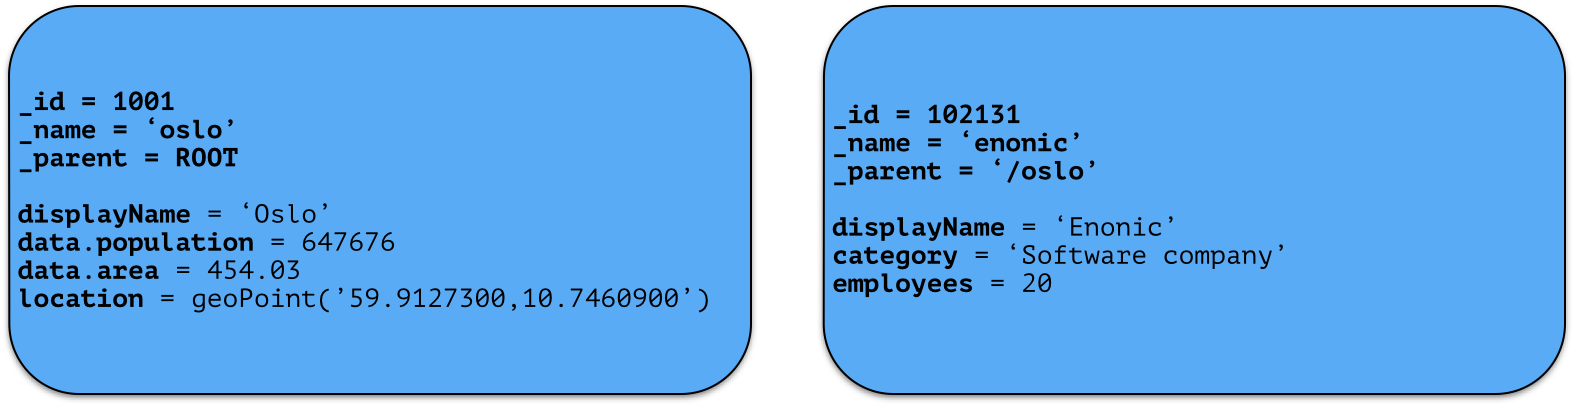 _id = 1001
_name = ‘oslo’
_parent = ROOT
displayName = ‘Oslo’
data.population = 647676
data.area = 454.03
location = geoPoint(’59.9127300,10.7460900’)
_id = 102131
_name = ‘enonic’
_parent = ‘/oslo’
displayName = ‘Enonic’
category = ‘Software company’
employees = 20